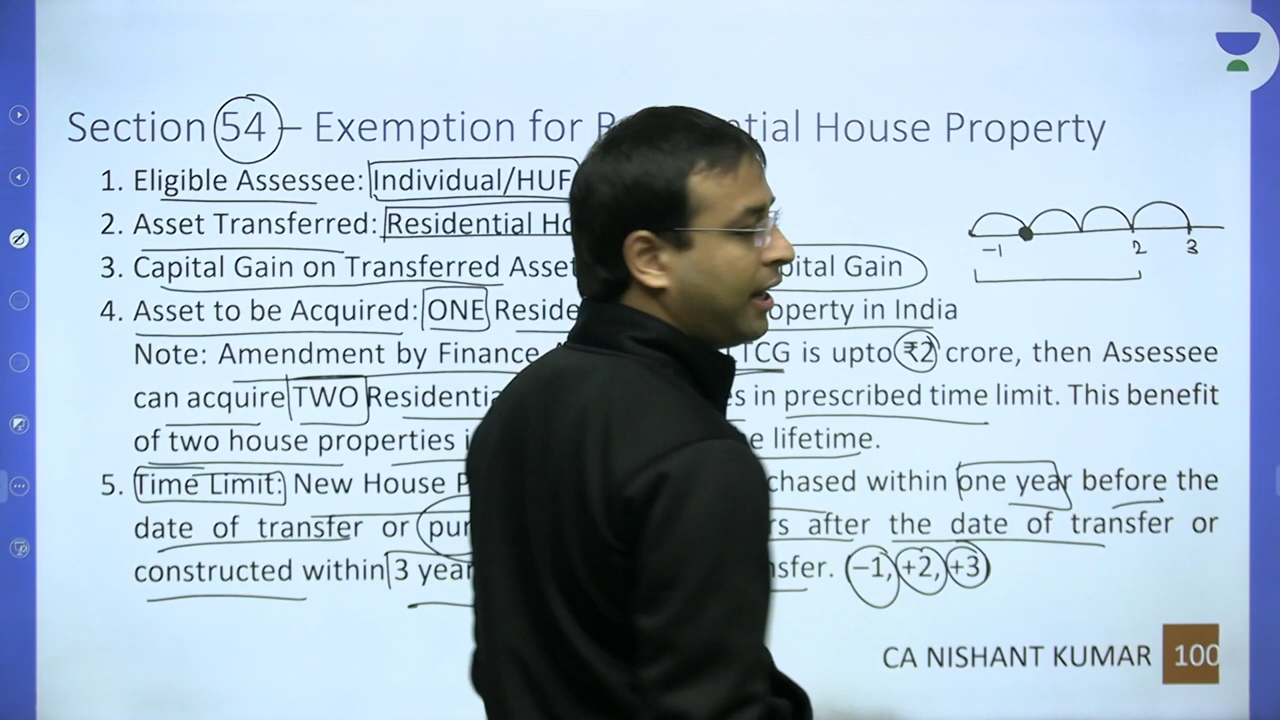 Section 54 – Exemption for R ntial House Property
1. Eligible Assessee: Individual/HUF
2. Asset Transferred: Residential Ho
3. Capital Gain on Transferred Asset pital Gain
4. Asset to be Acquired: ONE Reside operty in India
Note: Amendment by Finance LTCG is upto ₹2 crore, then Assessee
can acquire TWO Residentia s in prescribed time limit. This benefit
of two house properties i e lifetime.
5. Time Limit: New House P chased within one year before the
date of transfer or pur rs after the date of transfer or
constructed within 3 year nsfer. –1, +2, +3
–1 2 3
CA NISHANT KUMAR 100